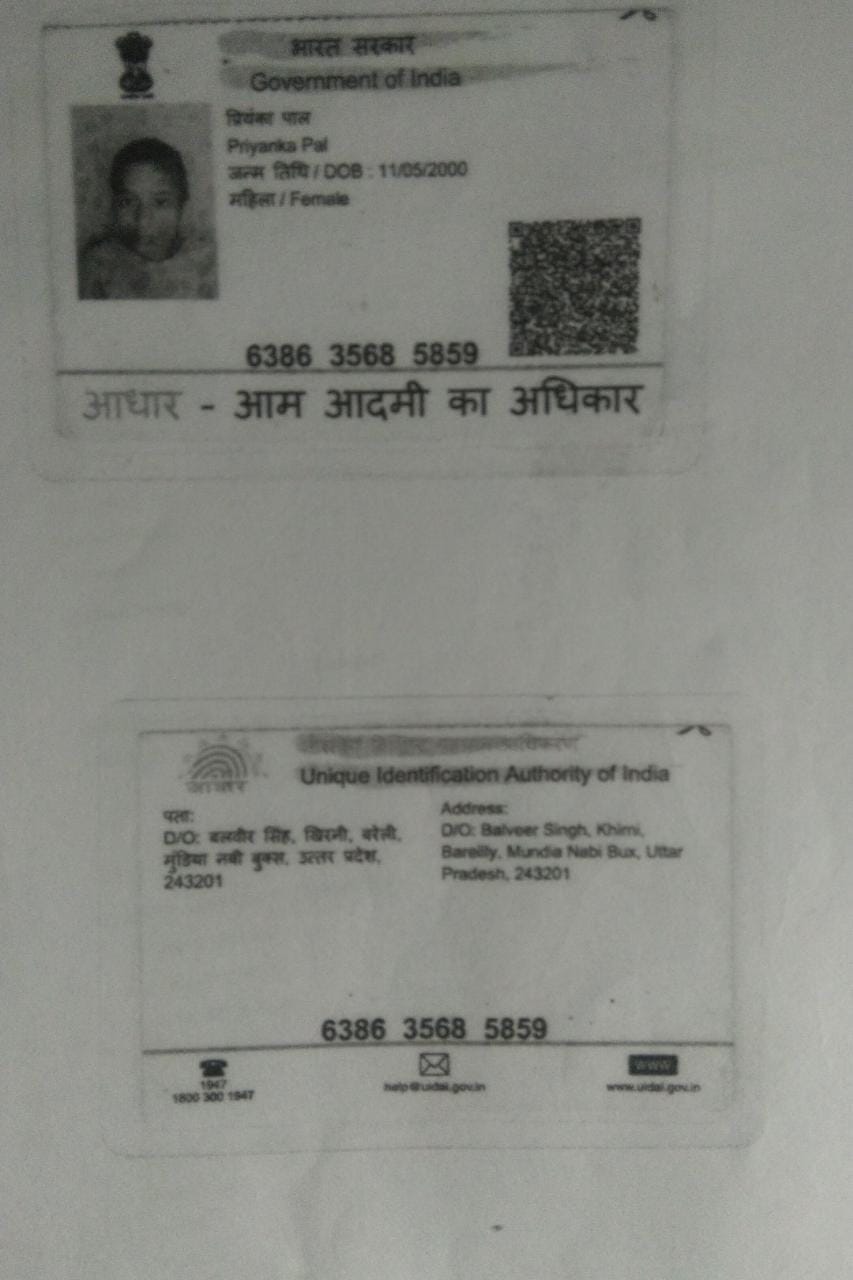 भारत सरकार
Government of India
प्रियंका पाल
Priyanka Pal
जन्म तिथि / DOB : 11/05/2000
महिला / Female
6386 3568 5859
आधार - आम आदमी का अधिकार
आधार
Unique Identification Authority of India
पता:
D/O: बलवीर सिंह, खिरनी, बरेली,
मुंडिया नबी बुक्स, उत्तर प्रदेश,
243201
Address:
D/O: Balveer Singh, Khirni,
Bareilly, Mundia Nabi Bux, Uttar
Pradesh, 243201
6386 3568 5859
1947
1800 300 1947
help@uidai.gov.in
www
www.uidai.gov.in